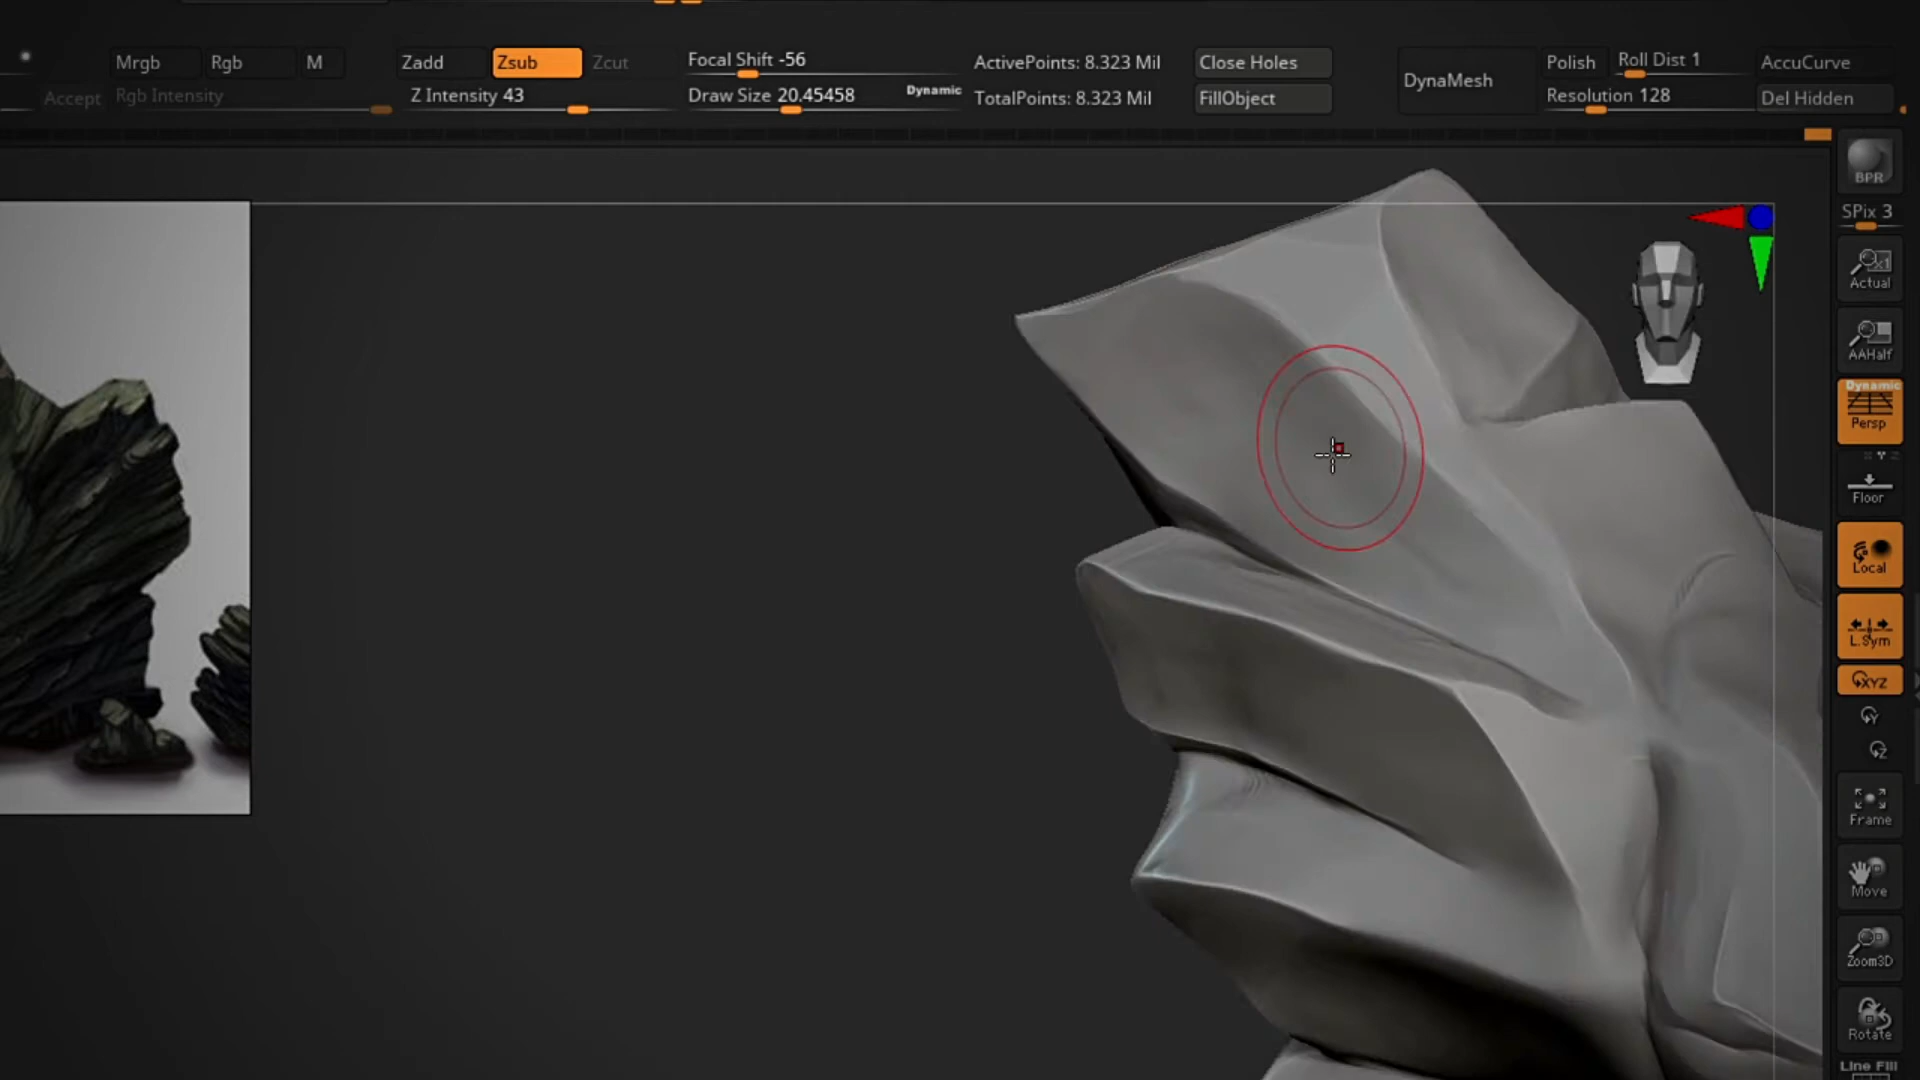 Mrgb Rgb M Zadd Zsub Zcut Focal Shift -56 ActivePoints: 8.323 Mil Close Holes DynaMesh Polish Roll Dist 1 AccuCurve
Accept Rgb Intensity Z Intensity 43 Draw Size 20.45458 Dynamic TotalPoints: 8.323 Mil FillObject Resolution 128 Del Hidden
BPR
SPix 3
Actual
AAHalf
Dynamic
Persp
Floor
Local
L.Sym
XYZ
Y
Z
Frame
Move
Zoom3D
Rotate
Line Fill